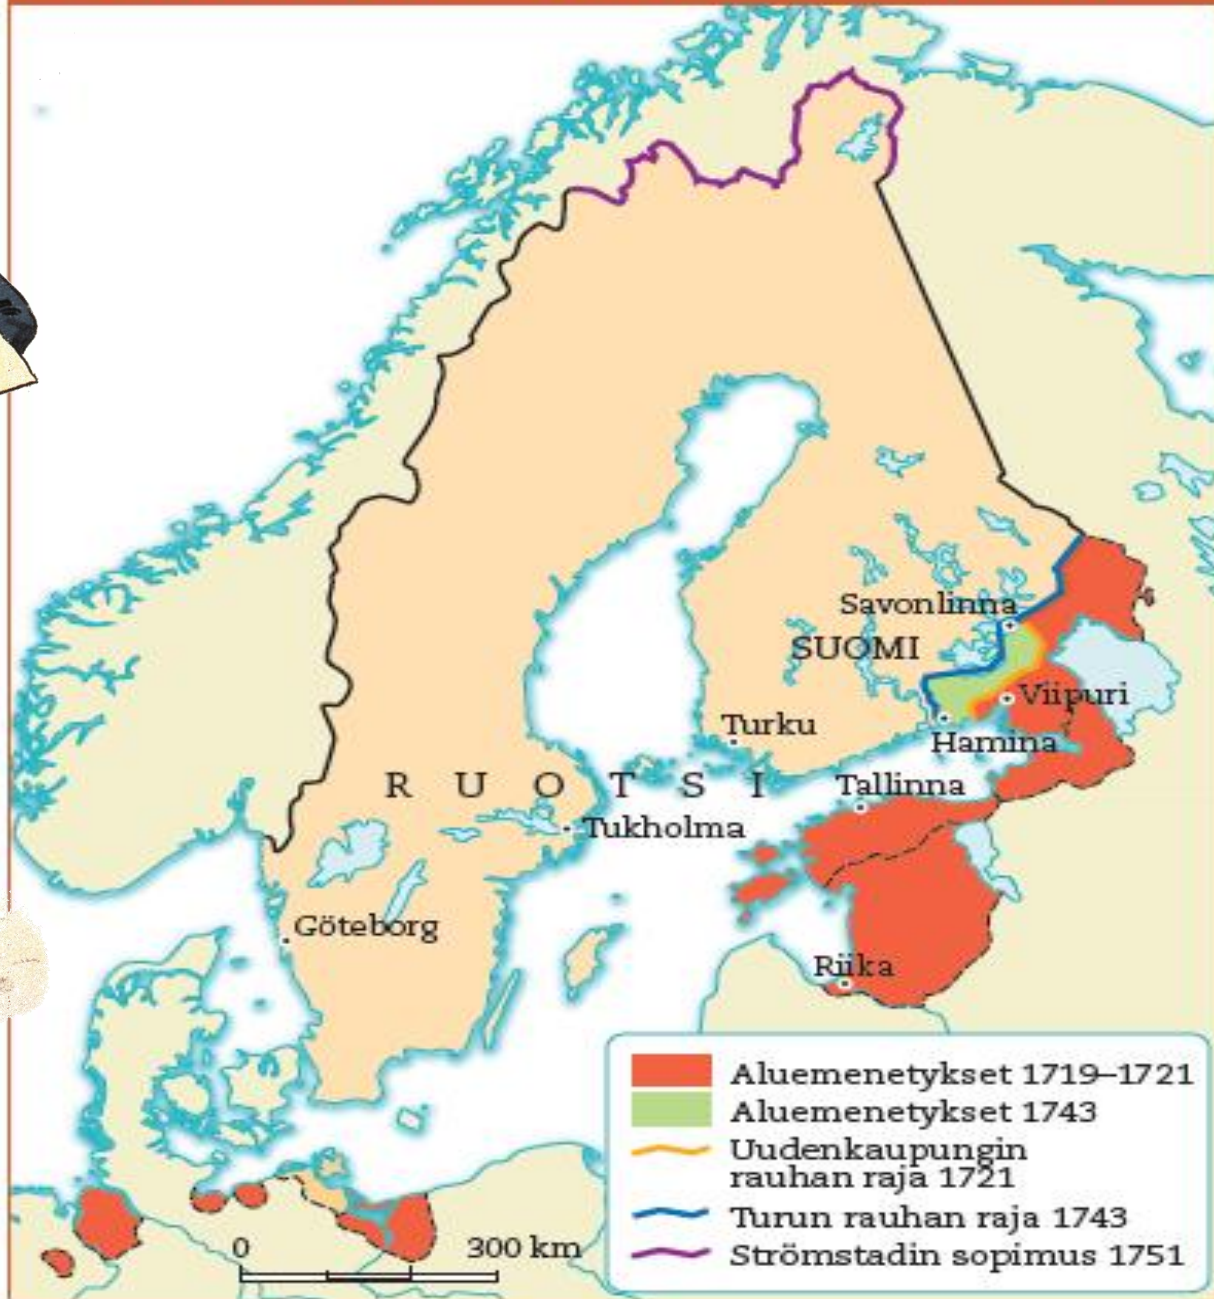 Savonlinna
SUOMI
Viipuri
Turku
Hamina
RUOTSI
Tallinna
Tukholma
Göteborg
Riika
Aluemenetykset 1719–1721
Aluemenetykset 1743
Uudenkaupungin
rauhan raja 1721
Turun rauhan raja 1743
Strömstadin sopimus 1751
0 300 km